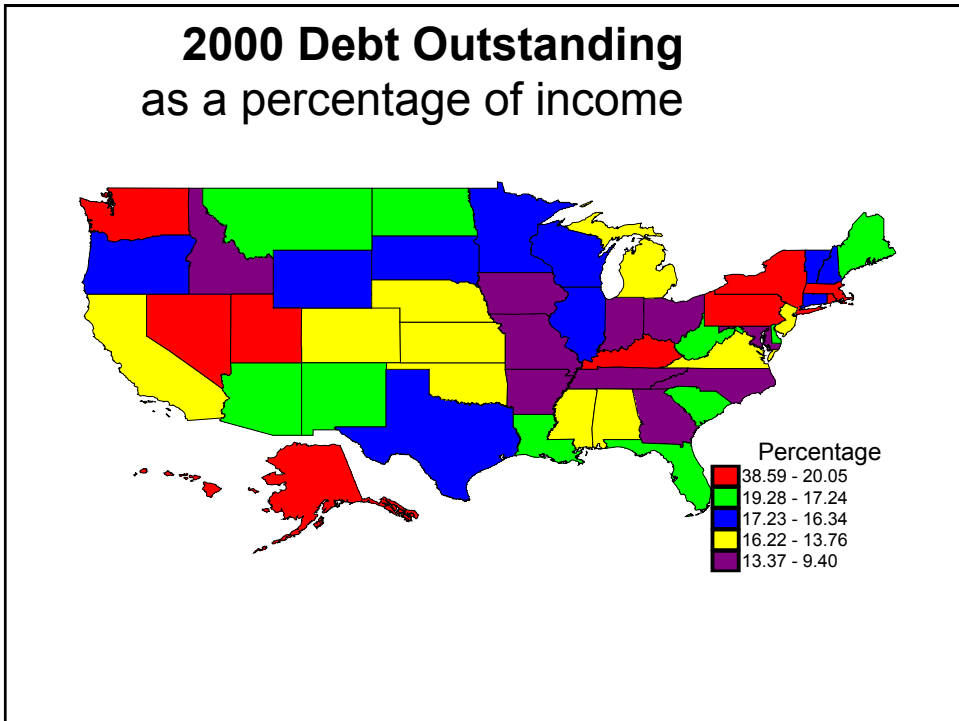 2000 Debt Outstanding
as a percentage of income
Percentage
38.59 - 20.05
19.28 - 17.24
17.23 - 16.34
16.22 - 13.76
13.37 - 9.40